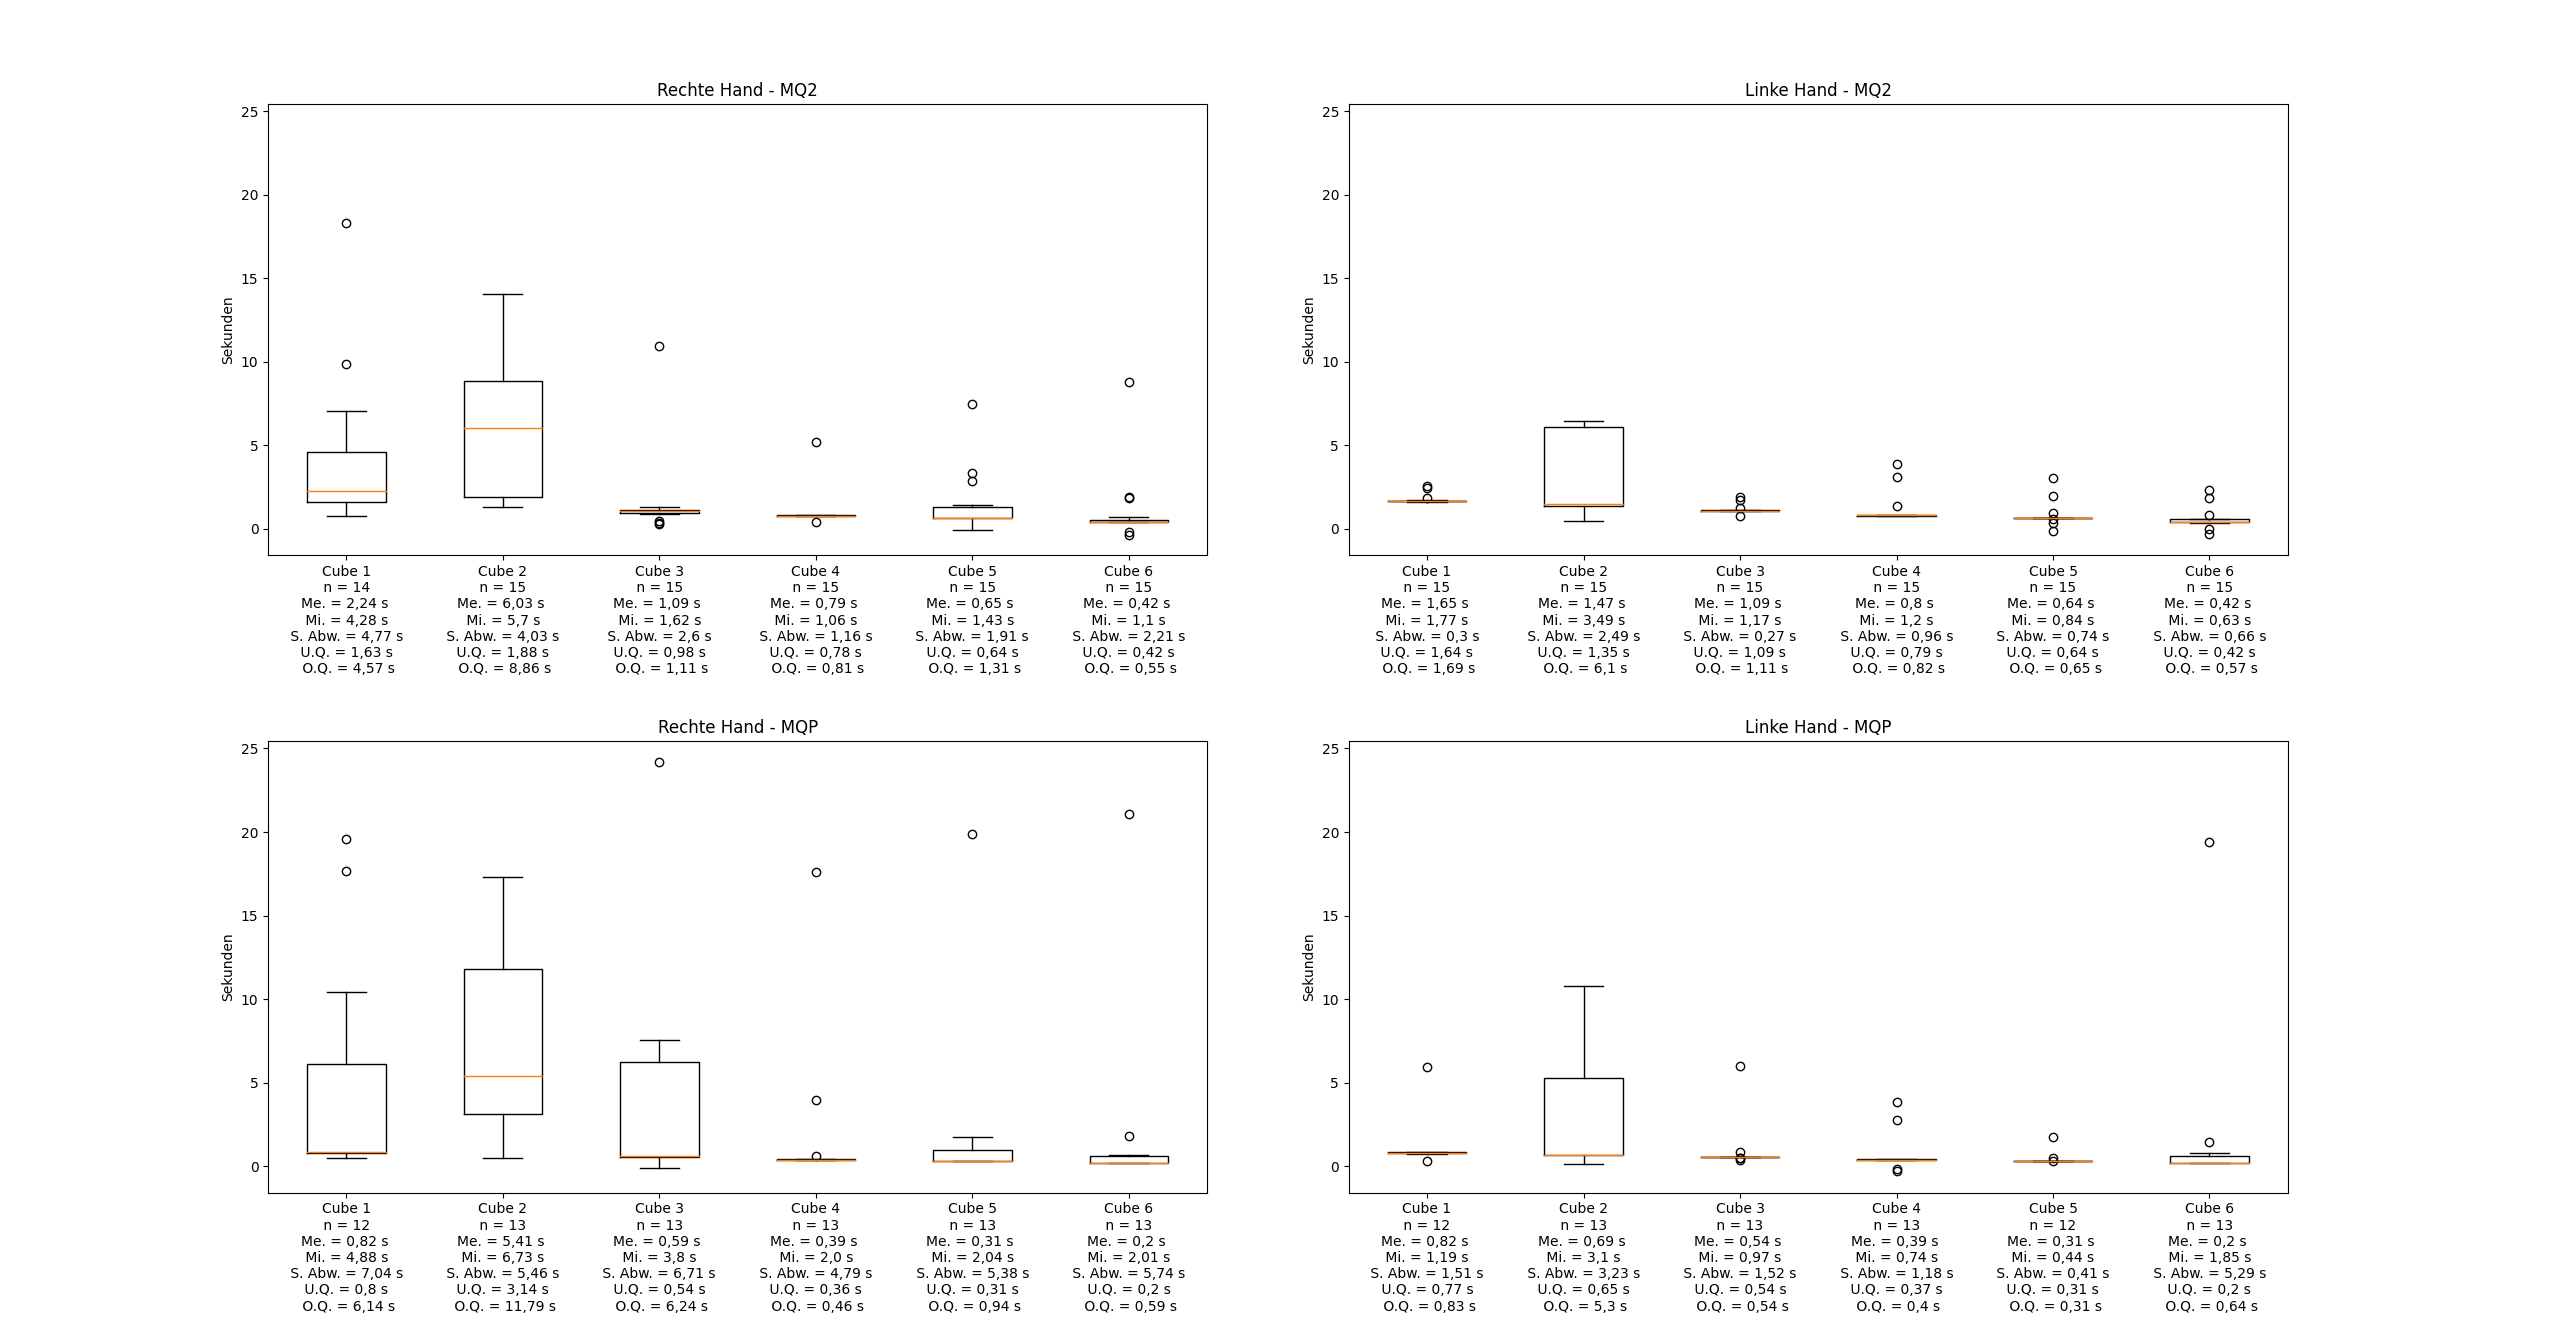 Rechte Hand - MQ2
25
20
15
10
5
0
Sekunden
Cube 1
n = 14
Me. = 2,24 s
Mi. = 4,28 s
S. Abw. = 4,77 s
U.Q. = 1,63 s
O.Q. = 4,57 s
Cube 2
n = 15
Me. = 6,03 s
Mi. = 5,7 s
S. Abw. = 4,03 s
U.Q. = 1,88 s
O.Q. = 8,86 s
Cube 3
n = 15
Me. = 1,09 s
Mi. = 1,62 s
S. Abw. = 2,6 s
U.Q. = 0,98 s
O.Q. = 1,11 s
Cube 4
n = 15
Me. = 0,79 s
Mi. = 1,06 s
S. Abw. = 1,16 s
U.Q. = 0,78 s
O.Q. = 0,81 s
Cube 5
n = 15
Me. = 0,65 s
Mi. = 1,43 s
S. Abw. = 1,91 s
U.Q. = 0,64 s
O.Q. = 1,31 s
Cube 6
n = 15
Me. = 0,42 s
Mi. = 1,1 s
S. Abw. = 2,21 s
U.Q. = 0,42 s
O.Q. = 0,55 s
Linke Hand - MQ2
25
20
15
10
5
0
Sekunden
Cube 1
n = 15
Me. = 1,65 s
Mi. = 1,77 s
S. Abw. = 0,3 s
U.Q. = 1,64 s
O.Q. = 1,69 s
Cube 2
n = 15
Me. = 1,47 s
Mi. = 3,49 s
S. Abw. = 2,49 s
U.Q. = 1,35 s
O.Q. = 6,1 s
Cube 3
n = 15
Me. = 1,09 s
Mi. = 1,17 s
S. Abw. = 0,27 s
U.Q. = 1,09 s
O.Q. = 1,11 s
Cube 4
n = 15
Me. = 0,8 s
Mi. = 1,2 s
S. Abw. = 0,96 s
U.Q. = 0,79 s
O.Q. = 0,82 s
Cube 5
n = 15
Me. = 0,64 s
Mi. = 0,84 s
S. Abw. = 0,74 s
U.Q. = 0,64 s
O.Q. = 0,65 s
Cube 6
n = 15
Me. = 0,42 s
Mi. = 0,63 s
S. Abw. = 0,66 s
U.Q. = 0,42 s
O.Q. = 0,57 s
Rechte Hand - MQP
25
20
15
10
5
0
Sekunden
Cube 1
n = 12
Me. = 0,82 s
Mi. = 4,88 s
S. Abw. = 7,04 s
U.Q. = 0,8 s
O.Q. = 6,14 s
Cube 2
n = 13
Me. = 5,41 s
Mi. = 6,73 s
S. Abw. = 5,46 s
U.Q. = 3,14 s
O.Q. = 11,79 s
Cube 3
n = 13
Me. = 0,59 s
Mi. = 3,8 s
S. Abw. = 6,71 s
U.Q. = 0,54 s
O.Q. = 6,24 s
Cube 4
n = 13
Me. = 0,39 s
Mi. = 2,0 s
S. Abw. = 4,79 s
U.Q. = 0,36 s
O.Q. = 0,46 s
Cube 5
n = 13
Me. = 0,31 s
Mi. = 2,04 s
S. Abw. = 5,38 s
U.Q. = 0,31 s
O.Q. = 0,94 s
Cube 6
n = 13
Me. = 0,2 s
Mi. = 2,01 s
S. Abw. = 5,74 s
U.Q. = 0,2 s
O.Q. = 0,59 s
Linke Hand - MQP
25
20
15
10
5
0
Sekunden
Cube 1
n = 12
Me. = 0,82 s
Mi. = 1,19 s
S. Abw. = 1,51 s
U.Q. = 0,77 s
O.Q. = 0,83 s
Cube 2
n = 13
Me. = 0,69 s
Mi. = 3,1 s
S. Abw. = 3,23 s
U.Q. = 0,65 s
O.Q. = 5,3 s
Cube 3
n = 13
Me. = 0,54 s
Mi. = 0,97 s
S. Abw. = 1,52 s
U.Q. = 0,54 s
O.Q. = 0,54 s
Cube 4
n = 13
Me. = 0,39 s
Mi. = 0,74 s
S. Abw. = 1,18 s
U.Q. = 0,37 s
O.Q. = 0,4 s
Cube 5
n = 12
Me. = 0,31 s
Mi. = 0,44 s
S. Abw. = 0,41 s
U.Q. = 0,31 s
O.Q. = 0,31 s
Cube 6
n = 13
Me. = 0,2 s
Mi. = 1,85 s
S. Abw. = 5,29 s
U.Q. = 0,2 s
O.Q. = 0,64 s